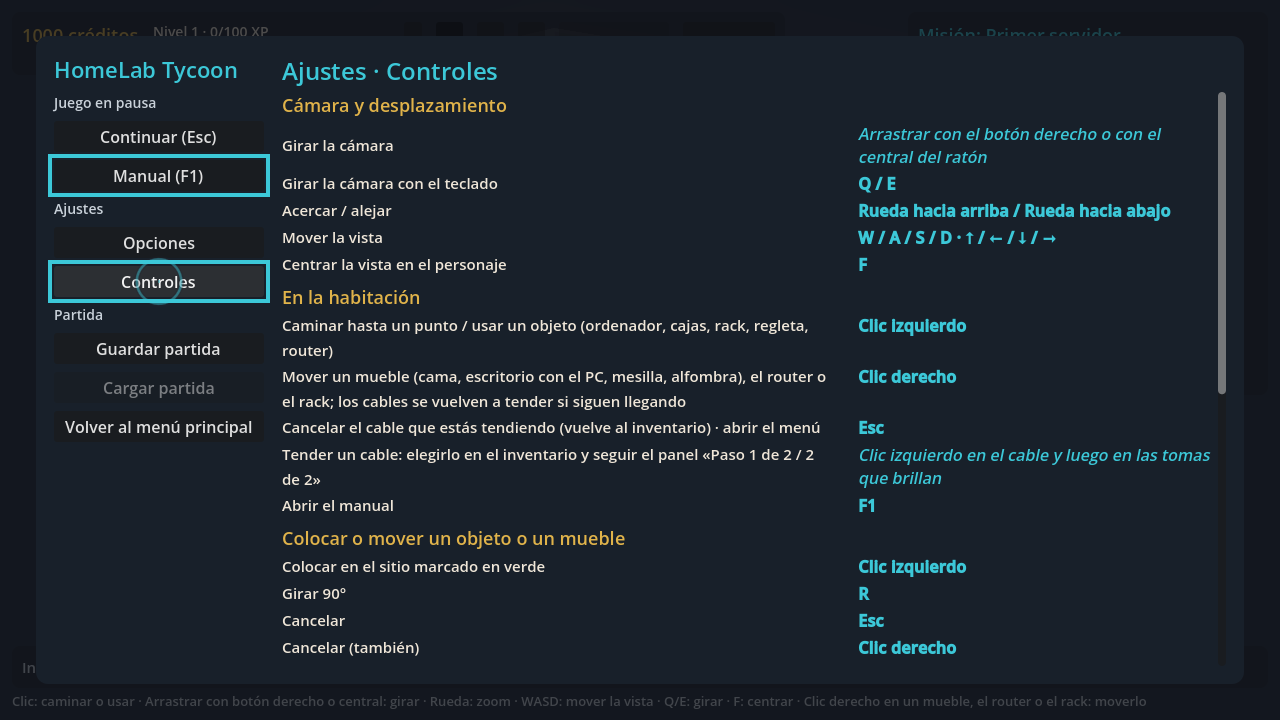 1000 créditos
Nivel 1 · 0/100 XP
Misión: Primer servidor
HomeLab Tycoon
Juego en pausa
Continuar (Esc)
Manual (F1)
Ajustes
Opciones
Controles
Partida
Guardar partida
Cargar partida
Volver al menú principal
Ajustes · Controles
Cámara y desplazamiento
Girar la cámara
Arrastrar con el botón derecho o con el
central del ratón
Girar la cámara con el teclado
Q / E
Acercar / alejar
Rueda hacia arriba / Rueda hacia abajo
Mover la vista
W / A / S / D · ↑ / ← / ↓ / →
Centrar la vista en el personaje
F
En la habitación
Caminar hasta un punto / usar un objeto (ordenador, cajas, rack, regleta,
router)
Clic izquierdo
Mover un mueble (cama, escritorio con el PC, mesilla, alfombra), el router o
el rack; los cables se vuelven a tender si siguen llegando
Clic derecho
Cancelar el cable que estás tendiendo (vuelve al inventario) · abrir el menú
Esc
Tender un cable: elegirlo en el inventario y seguir el panel «Paso 1 de 2 / 2
de 2»
Clic izquierdo en el cable y luego en las tomas
que brillan
Abrir el manual
F1
Colocar o mover un objeto o un mueble
Colocar en el sitio marcado en verde
Clic izquierdo
Girar 90°
R
Cancelar
Esc
Cancelar (también)
Clic derecho
In
Clic: caminar o usar · Arrastrar con botón derecho o central: girar · Rueda: zoom · WASD: mover la vista · Q/E: girar · F: centrar · Clic derecho en un mueble, el router o el rack: moverlo